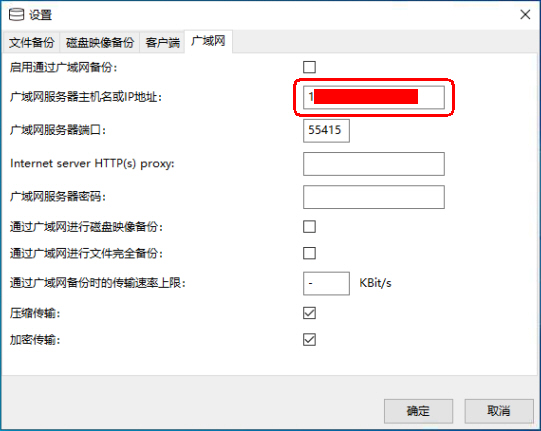 设置
文件备份 磁盘映像备份 客户端 广域网
启用通过广域网备份:
广域网服务器主机名或IP地址: 1
广域网服务器端口: 55415
Internet server HTTP(s) proxy:
广域网服务器密码:
通过广域网进行磁盘映像备份:
通过广域网进行文件完全备份:
通过广域网备份时的传输速率上限: - KBit/s
压缩传输:
加密传输:
确定 取消